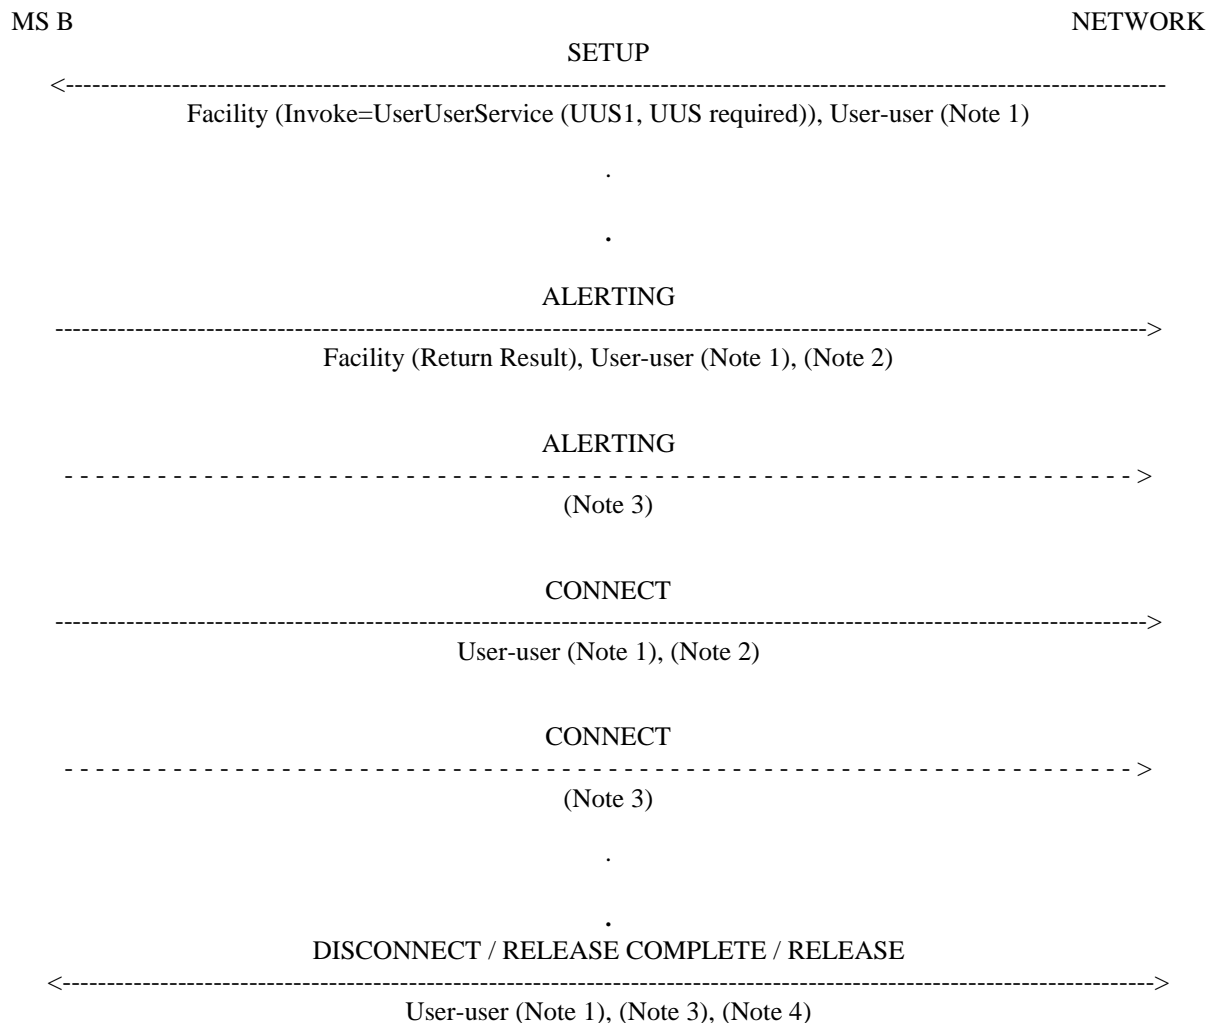 MS B NETWORK
SETUP
<------------------------------------------------------------------------------------------------------------------------------
Facility (Invoke=UserUserService (UUS1, UUS required)), User-user (Note 1)
.
.
ALERTING
----------------------------------------------------------------------------------------------------------------------------->
Facility (Return Result), User-user (Note 1), (Note 2)
ALERTING
- - - - - - - - - - - - - - - - - - - - - - - - - - - - - - - - - - - - - - - - - - - - - - - - - - - - - - - - - - - - - - - - - - - - - >
(Note 3)
CONNECT
----------------------------------------------------------------------------------------------------------------------------->
User-user (Note 1), (Note 2)
CONNECT
- - - - - - - - - - - - - - - - - - - - - - - - - - - - - - - - - - - - - - - - - - - - - - - - - - - - - - - - - - - - - - - - - - - - - >
(Note 3)
.
.
DISCONNECT / RELEASE COMPLETE / RELEASE
<----------------------------------------------------------------------------------------------------------------------------->
User-user (Note 1), (Note 3), (Note 4)